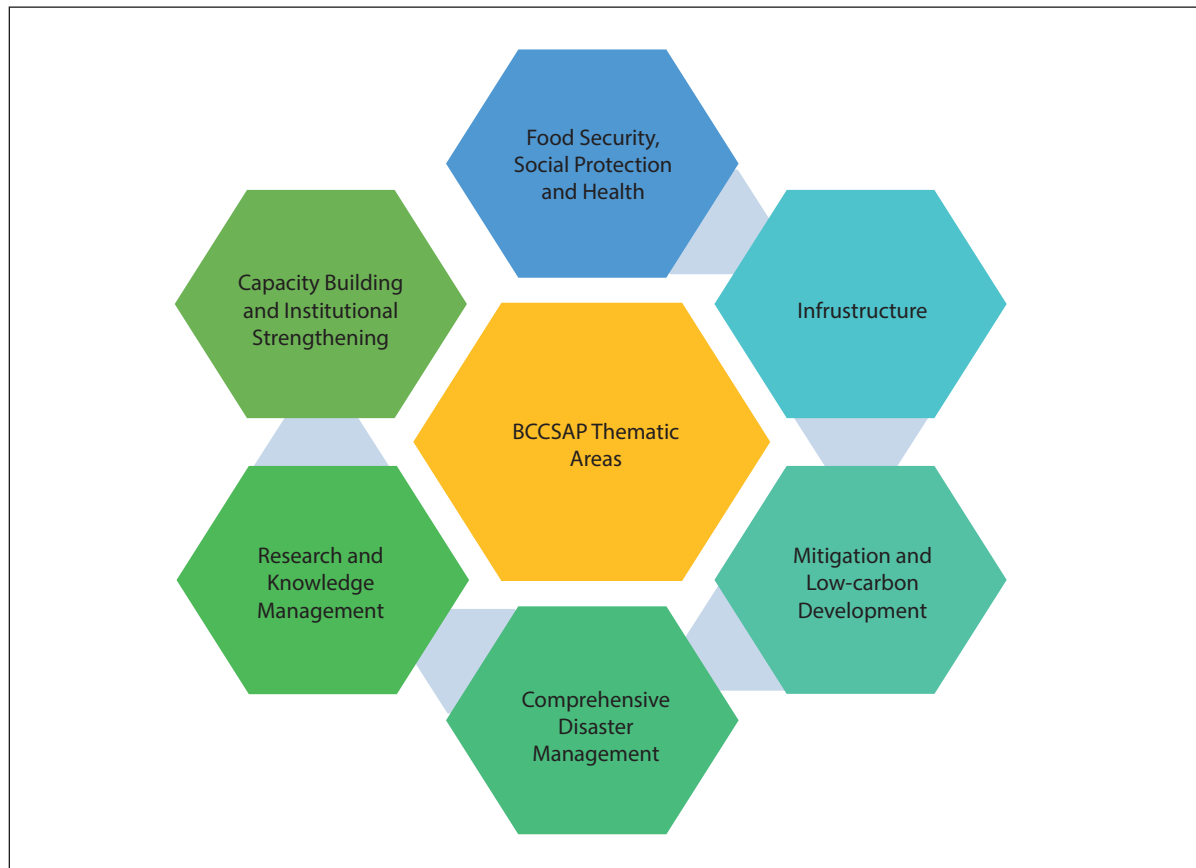 Food Security,
Social Protection
and Health
Capacity Building
and Institutional
Strengthening
Infrustructure
BCCSAP Thematic
Areas
Research and
Knowledge
Management
Mitigation and
Low-carbon
Development
Comprehensive
Disaster
Management